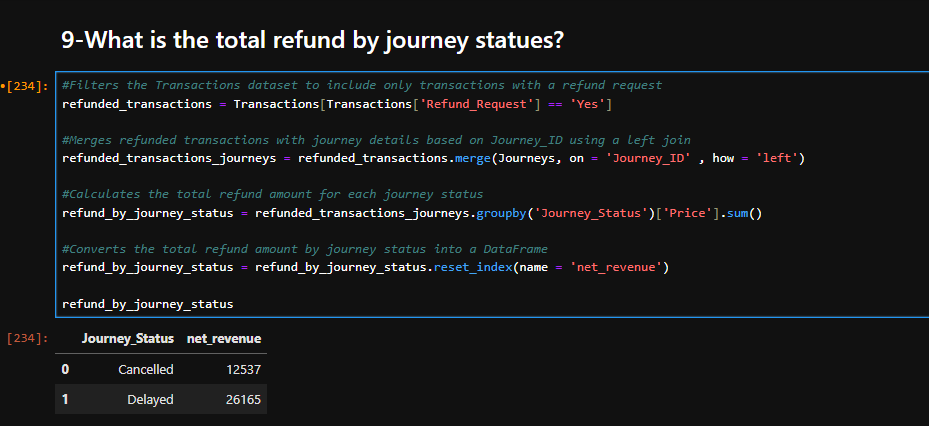 9-What is the total refund by journey statues?
[234]:
#Filters the Transactions dataset to include only transactions with a refund request
refunded_transactions = Transactions[Transactions['Refund_Request'] == 'Yes']
#Merges refunded transactions with journey details based on Journey_ID using a left join
refunded_transactions_journeys = refunded_transactions.merge(Journeys, on = 'Journey_ID' , how = 'left')
#Calculates the total refund amount for each journey status
refund_by_journey_status = refunded_transactions_journeys.groupby('Journey_Status')['Price'].sum()
#Converts the total refund amount by journey status into a DataFrame
refund_by_journey_status = refund_by_journey_status.reset_index(name = 'net_revenue')
refund_by_journey_status
[234]:
Journey_Status net_revenue
0 Cancelled 12537
1 Delayed 26165